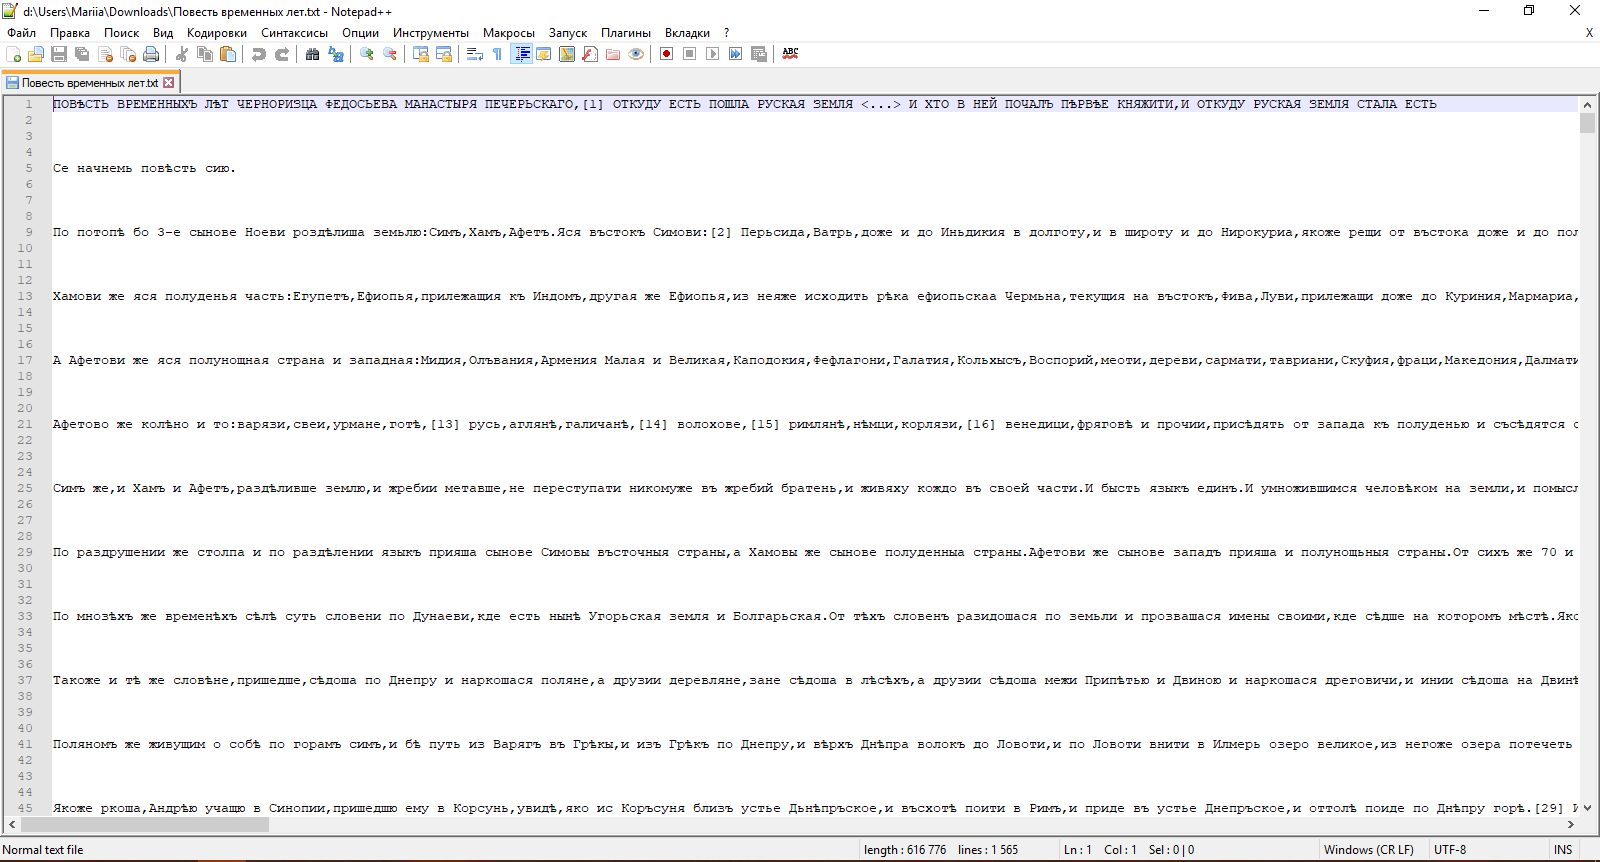 d:\Users\Mariia\Downloads\Повесть временных лет.txt - Notepad++
Файл Правка Поиск Вид Кодировки Синтаксисы Опции Инструменты Макросы Запуск Плагины Вкладки ? X
ABC
Повесть временных лет.txt
1 ПОВѢСТЬ ВРЕМЕННЫХЪ ЛѢТ ЧЕРНОРИЗЦА ФЕДОСЬЕВА МАНАСТЫРЯ ПЕЧЕРЬСКАГО,[1] ОТКУДУ ЕСТЬ ПОШЛА РУСКАЯ ЗЕМЛЯ <...> И ХТО В НЕЙ ПОЧАЛЪ ПѢРВѢЕ КНЯЖИТИ,И ОТКУДУ РУСКАЯ ЗЕМЛЯ СТАЛА ЕСТЬ
2
3
4
5 Се начнемь повѣсть сию.
6
7
8
9 По потопѣ бо 3-е сынове Ноеви роздѣлиша земьлю:Симъ,Хамъ,Афетъ.Яся въстокъ Симови:[2] Перьсида,Ватрь,доже и до Иньдикия в долготу,и в широту и до Нирокуриа,якоже рещи от въстока доже и до пол
10
11
12
13 Хамови же яся полуденья часть:Егупетъ,Ефиопья,прилежащия къ Индомъ,другая же Ефиопья,из неяже исходить рѣка ефиопьскаа Чермьна,текущия на въстокъ,Фива,Луви,прилежащи доже до Куриния,Мармариа,
14
15
16
17 А Афетови же яся полунощная страна и западная:Мидия,Олъвания,Армения Малая и Великая,Каподокия,Фефлагони,Галатия,Кольхысъ,Воспорий,меоти,дереви,сармати,тавриани,Скуфия,фраци,Македония,Далмати
18
19
20
21 Афетово же колѣно и то:варязи,свеи,урмане,готѣ,[13] русь,аглянѣ,галичанѣ,[14] волохове,[15] римлянѣ,нѣмци,корлязи,[16] венедици,фряговѣ и прочии,присѣдять от запада къ полуденью и съсѣдятся с
22
23
24
25 Симъ же,и Хамъ и Афетъ,раздѣливше землю,и жребии метавше,не переступати никомуже въ жребий братень,и живяху кождо въ своей части.И бысть языкъ единъ.И умножившимся человѣком на земли,и помысл
26
27
28
29 По раздрушении же столпа и по раздѣлении языкъ прияша сынове Симовы въсточныя страны,а Хамовы же сынове полуденныа страны.Афетови же сынове западъ прияша и полунощьныя страны.От сихъ же 70 и
30
31
32
33 По мнозѣхъ же временѣхъ сѣлѣ суть словени по Дунаеви,кде есть нынѣ Угорьская земля и Болгарьская.От тѣхъ словенъ разидошася по земьли и прозвашася имены своими,кде сѣдше на которомъ мѣстѣ.Яко
34
35
36
37 Такоже и тѣ же словѣне,пришедше,сѣдоша по Днепру и наркошася поляне,а друзии деревляне,зане сѣдоша в лѣсѣхъ,а друзии сѣдоша межи Припѣтью и Двиною и наркошася дреговичи,и инии сѣдоша на Двинѣ
38
39
40
41 Поляномъ же живущим о собѣ по горамъ симъ,и бѣ путь из Варягъ въ Грѣкы,и изъ Грѣкъ по Днепру,и вѣрхъ Днѣпра волокъ до Ловоти,и по Ловоти внити в Илмерь озеро великое,из негоже озера потечеть
42
43
44
45 Якоже ркоша,Андрѣю учащю в Синопии,пришедшю ему в Корсунь,увидѣ,яко ис Коръсуня близъ устье Дьнѣпръское,и въсхотѣ поити в Римъ,и приде въ устье Днепръское,и оттолѣ поиде по Днѣпру горѣ.[29] И
Normal text file length : 616 776 lines : 1 565 Ln : 1 Col : 1 Sel : 0 | 0 Windows (CR LF) UTF-8 INS